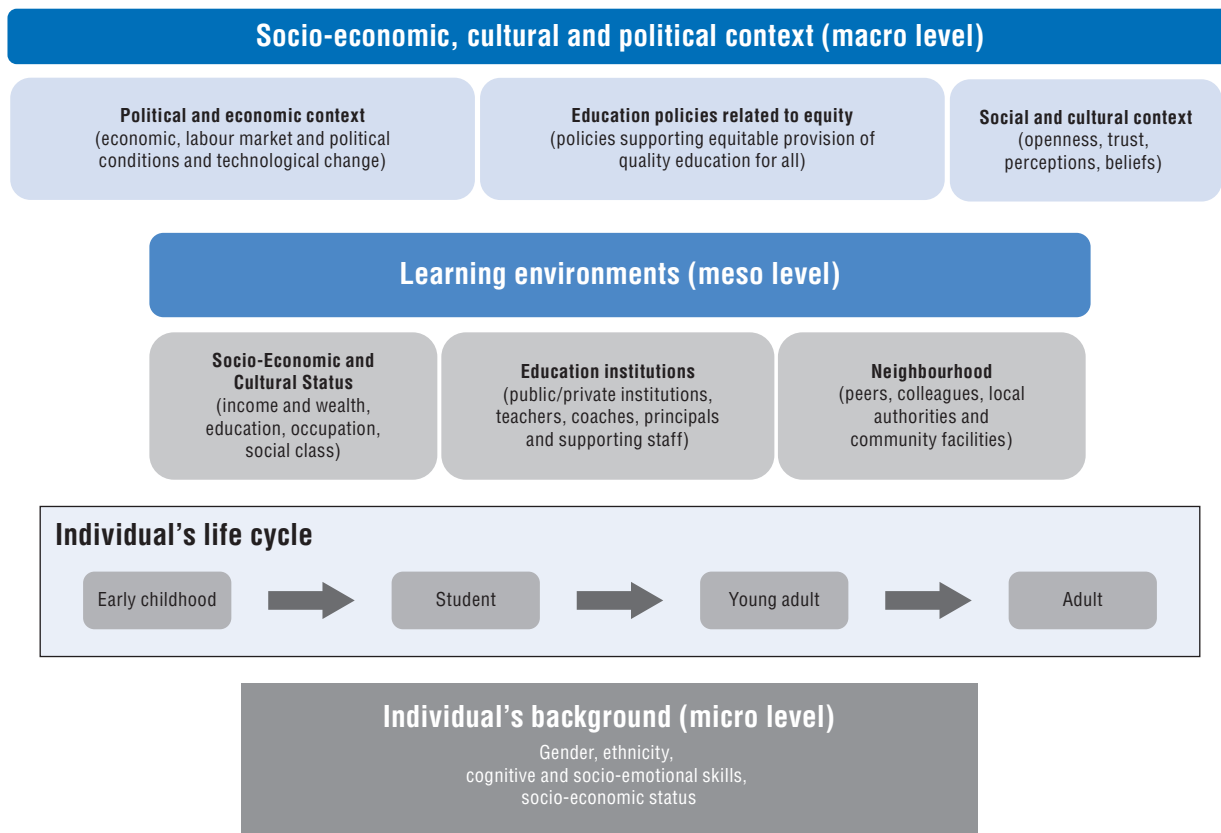 Socio-economic, cultural and political context (macro level)
Political and economic context
(economic, labour market and political
conditions and technological change)
Education policies related to equity
(policies supporting equitable provision of
quality education for all)
Social and cultural context
(openness, trust,
perceptions, beliefs)
Learning environments (meso level)
Socio-Economic and
Cultural Status
(income and wealth,
education, occupation,
social class)
Education institutions
(public/private institutions,
teachers, coaches, principals
and supporting staff)
Neighbourhood
(peers, colleagues, local
authorities and
community facilities)
Individual’s life cycle
Early childhood
Student
Young adult
Adult
Individual’s background (micro level)
Gender, ethnicity,
cognitive and socio-emotional skills,
socio-economic status